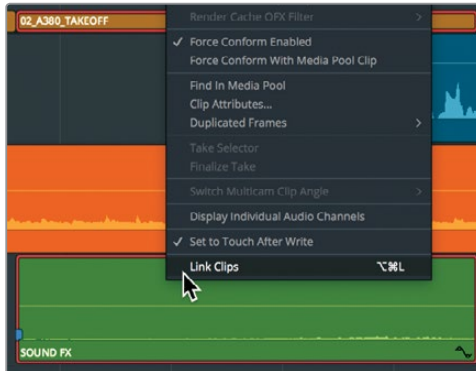 02_A380_TAKEOFF
Render Cache OFX Filter >
✓ Force Conform Enabled
Force Conform With Media Pool Clip
Find In Media Pool
Clip Attributes...
Duplicated Frames >
Take Selector
Finalize Take
Switch Multicam Clip Angle >
Display Individual Audio Channels
✓ Set to Touch After Write
Link Clips ⌥⌘L
SOUND FX